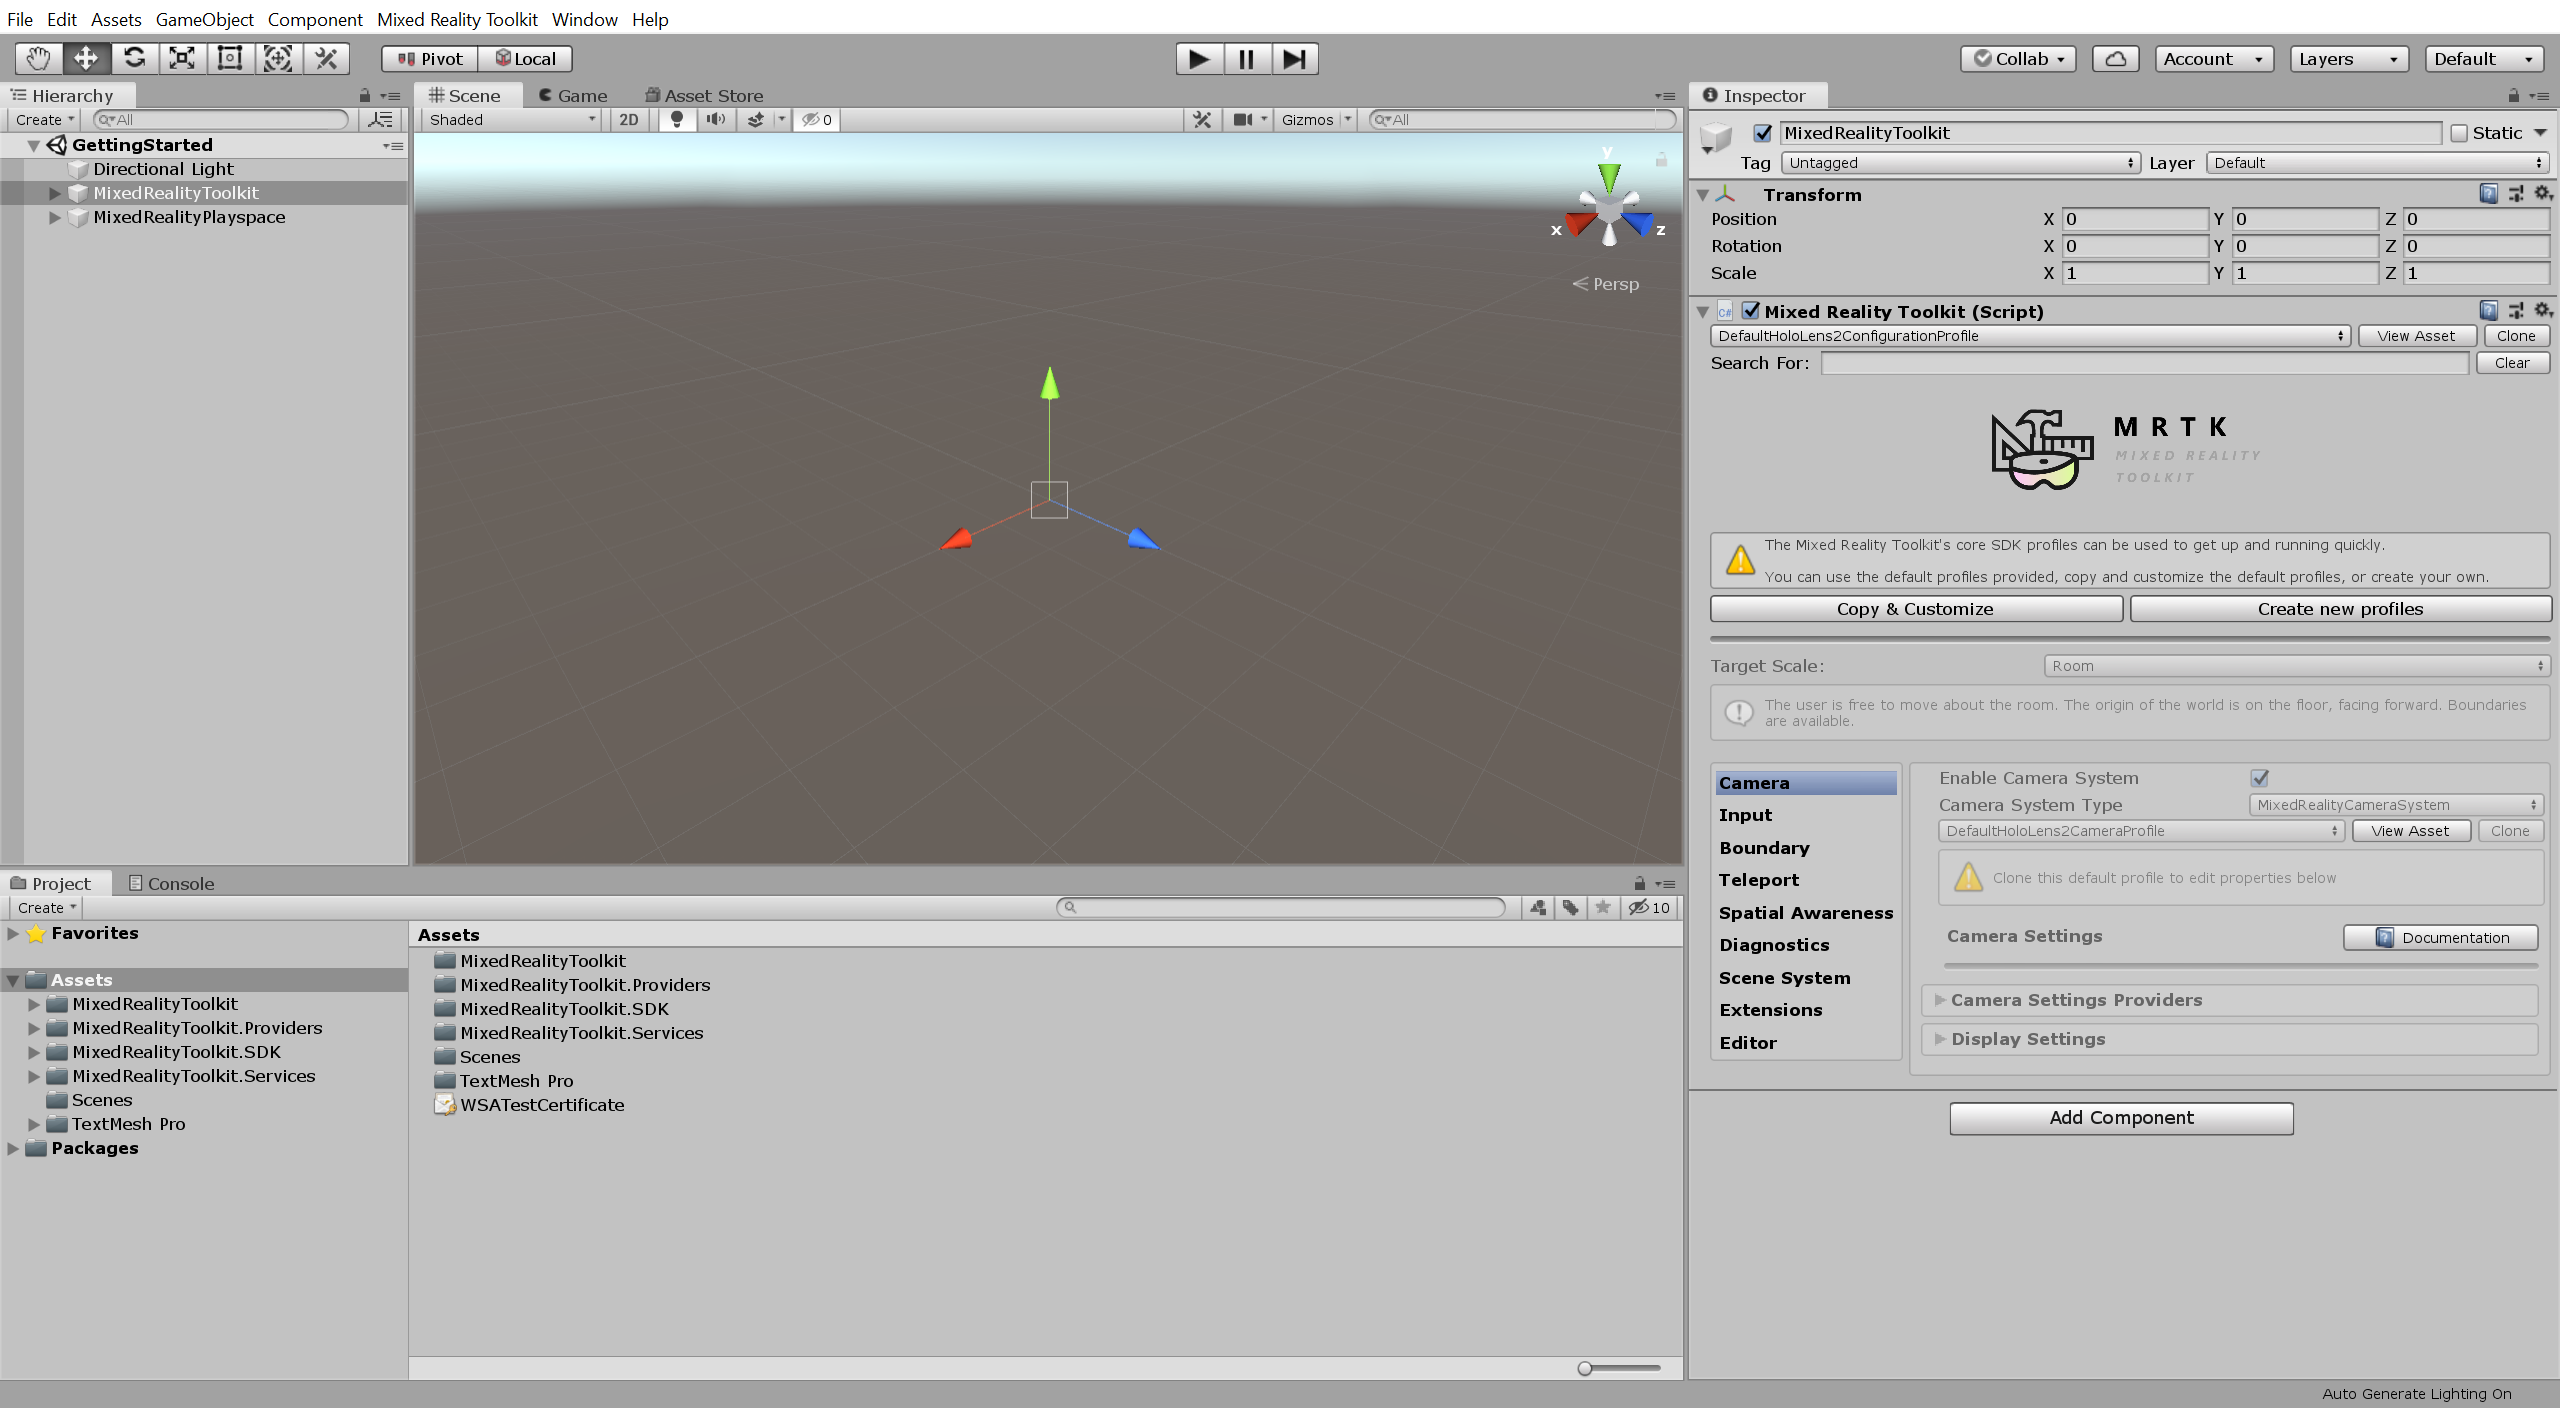 File Edit Assets GameObject Component Mixed Reality Toolkit Window Help
Pivot Local
Collab Account Layers Default
Hierarchy
Create All
GettingStarted
Directional Light
MixedRealityToolkit
MixedRealityPlayspace
Scene Game Asset Store
Shaded 2D 0 Gizmos All
y
x z
Persp
Inspector
MixedRealityToolkit Static
Tag Untagged Layer Default
Transform
Position X 0 Y 0 Z 0
Rotation X 0 Y 0 Z 0
Scale X 1 Y 1 Z 1
C# Mixed Reality Toolkit (Script)
DefaultHoloLens2ConfigurationProfile View Asset Clone
Search For: Clear
MRTK
MIXED REALITY
TOOLKIT
The Mixed Reality Toolkit's core SDK profiles can be used to get up and running quickly.
You can use the default profiles provided, copy and customize the default profiles, or create your own.
Copy & Customize Create new profiles
Target Scale: Room
The user is free to move about the room. The origin of the world is on the floor, facing forward. Boundaries
are available.
Camera
Input
Boundary
Teleport
Spatial Awareness
Diagnostics
Scene System
Extensions
Editor
Enable Camera System
Camera System Type MixedRealityCameraSystem
DefaultHoloLens2CameraProfile View Asset Clone
Clone this default profile to edit properties below
Camera Settings Documentation
Camera Settings Providers
Display Settings
Add Component
Project Console
Create 10
Favorites
Assets
MixedRealityToolkit
MixedRealityToolkit.Providers
MixedRealityToolkit.SDK
MixedRealityToolkit.Services
Scenes
TextMesh Pro
Packages
Assets
MixedRealityToolkit
MixedRealityToolkit.Providers
MixedRealityToolkit.SDK
MixedRealityToolkit.Services
Scenes
TextMesh Pro
WSATestCertificate
Auto Generate Lighting On